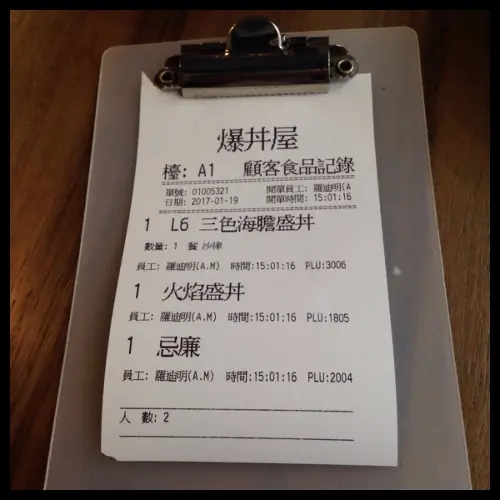 爆丼屋
檯: A1 顧客食品記錄
單號: 01005321 開單員工: 羅迪明(A
日期: 2017-01-19 開單時間: 15:01:16
1 L6 三色海膽盛丼
數量: 1 餐 沙律
員工: 羅迪明(A.M) 時間:15:01:16 PLU:3006
1 火焰盛丼
員工: 羅迪明(A.M) 時間:15:01:16 PLU:1805
1 忌廉
員工: 羅迪明(A.M) 時間:15:01:16 PLU:2004
人 數: 2